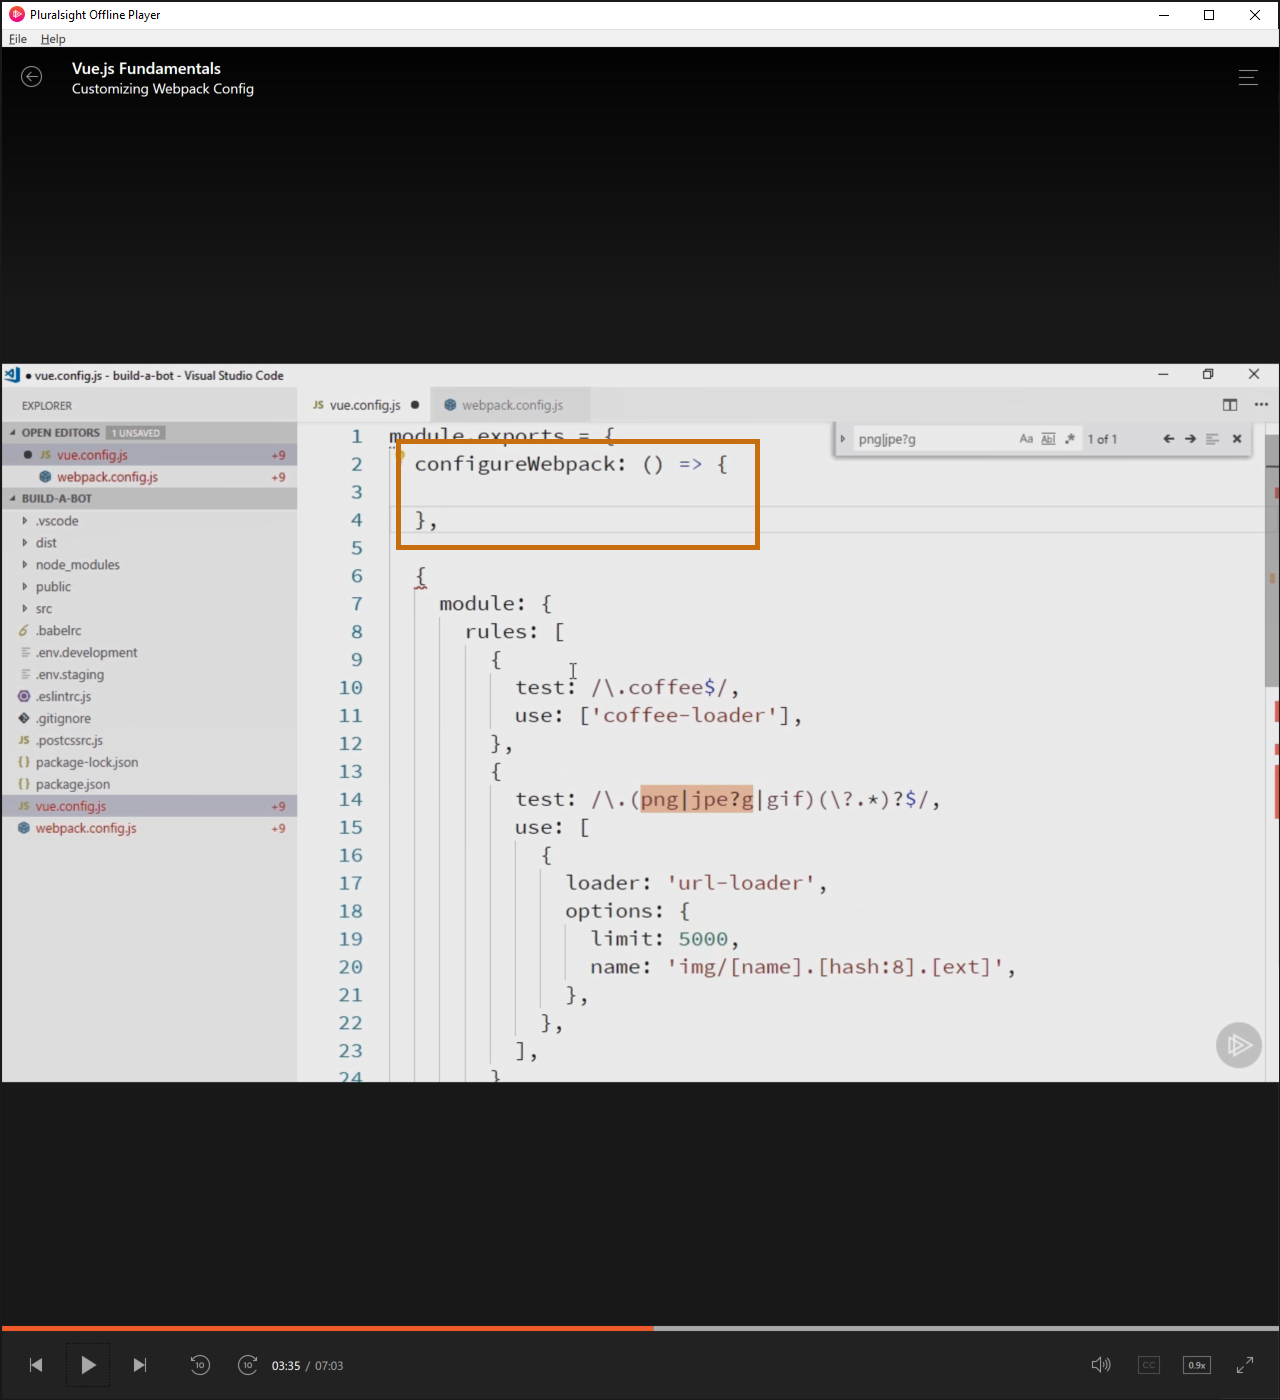 Pluralsight Offline Player
File Help
Vue.js Fundamentals
Customizing Webpack Config
● vue.config.js - build-a-bot - Visual Studio Code
EXPLORER
OPEN EDITORS 1 UNSAVED
● JS vue.config.js +9
webpack.config.js +9
BUILD-A-BOT
.vscode
dist
node_modules
public
src
.babelrc
.env.development
.env.staging
.eslintrc.js
.gitignore
JS .postcssrc.js
{ } package-lock.json
{ } package.json
JS vue.config.js +9
webpack.config.js +9
JS vue.config.js ●
webpack.config.js
png|jpe?g Aa Abl .* 1 of 1
1 module.exports = {
2 configureWebpack: () => {
3
4 },
5
6 {
7 module: {
8 rules: [
9 {
10 test: /\.coffee$/,
11 use: ['coffee-loader'],
12 },
13 {
14 test: /\.(png|jpe?g|gif)(\?.*)?$/,
15 use: [
16 {
17 loader: 'url-loader',
18 options: {
19 limit: 5000,
20 name: 'img/[name].[hash:8].[ext]',
21 },
22 },
23 ],
24 }
10 10 03:35 / 07:03
CC 0.9x